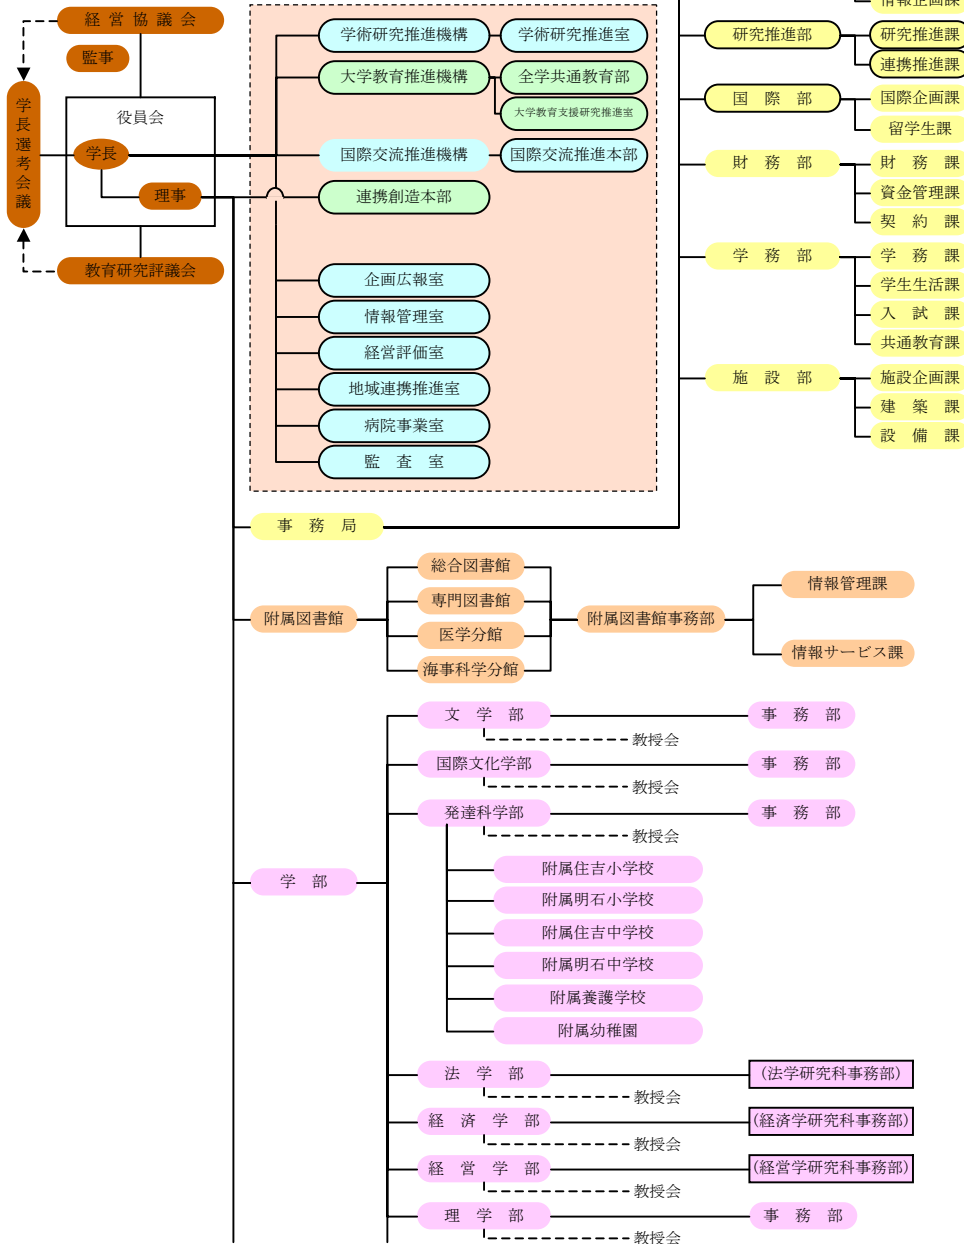 経営協議会
監事
学長選考会議
役員会
学長
理事
教育研究評議会
学術研究推進機構
学術研究推進室
大学教育推進機構
全学共通教育部
大学教育支援研究推進室
国際交流推進機構
国際交流推進本部
連携創造本部
企画広報室
情報管理室
経営評価室
地域連携推進室
病院事業室
監査室
情報企画課
研究推進部
研究推進課
連携推進課
国際部
国際企画課
留学生課
財務部
財務課
資金管理課
契約課
学務部
学務課
学生生活課
入試課
共通教育課
施設部
施設企画課
建築課
設備課
事務局
附属図書館
総合図書館
専門図書館
医学分館
海事科学分館
附属図書館事務部
情報管理課
情報サービス課
学部
文学部
事務部
教授会
国際文化学部
事務部
教授会
発達科学部
事務部
教授会
附属住吉小学校
附属明石小学校
附属住吉中学校
附属明石中学校
附属養護学校
附属幼稚園
法学部
(法学研究科事務部)
教授会
経済学部
(経済学研究科事務部)
教授会
経営学部
(経営学研究科事務部)
教授会
理学部
事務部
教授会